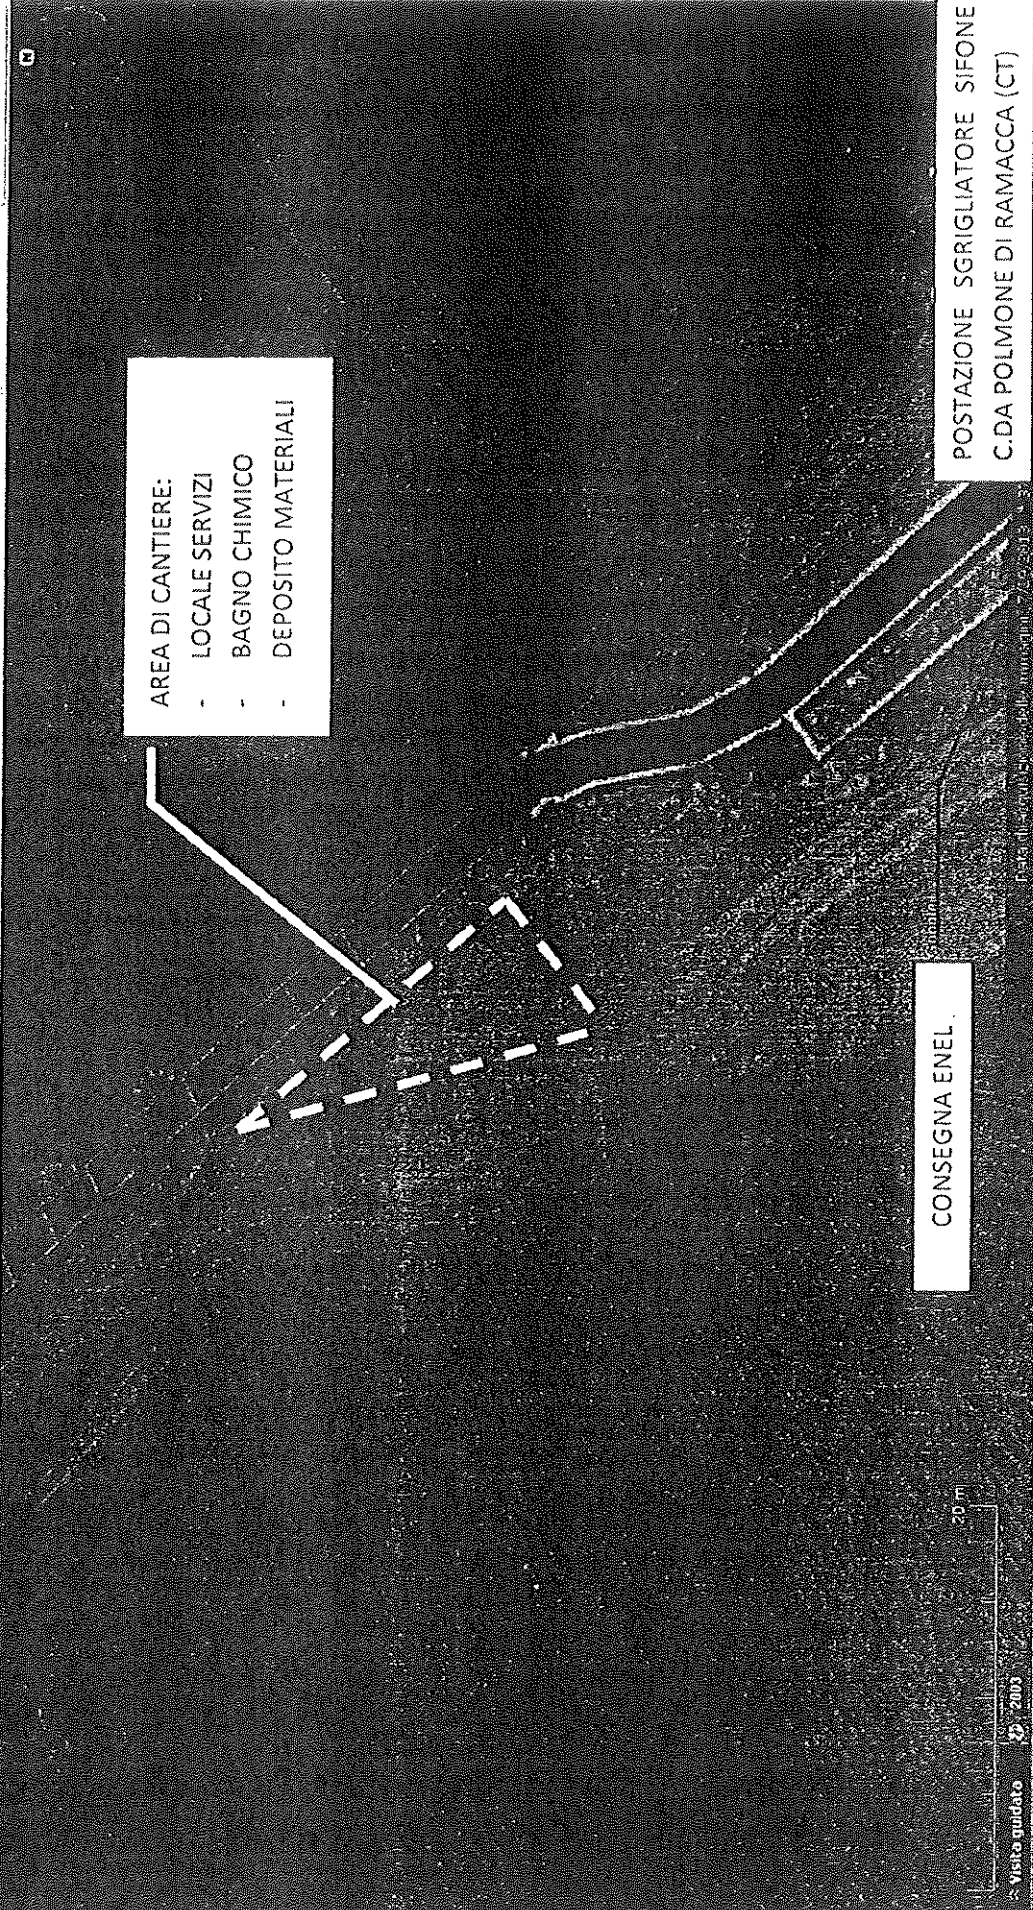 N
AREA DI CANTIERE:
- LOCALE SERVIZI
- BAGNO CHIMICO
- DEPOSITO MATERIALI
CONSEGNA ENEL.
POSTAZIONE SGRIGLIATORE SIFONE
C.DA POLMONE DI RAMACCA (CT)
20 m
Visita guidata
2003